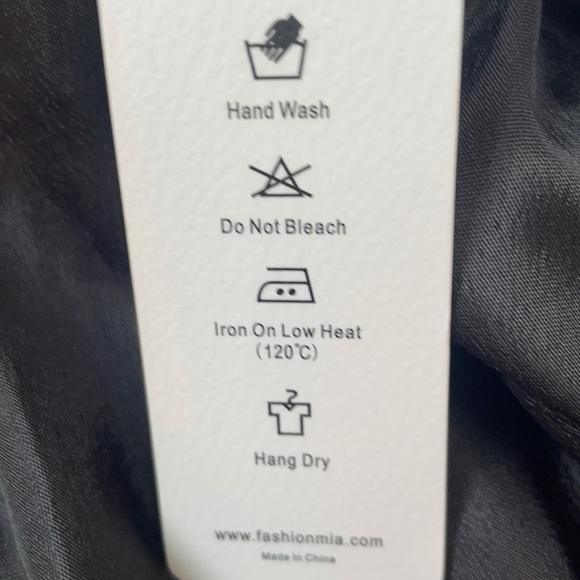 Hand Wash
Do Not Bleach
Iron On Low Heat
(120℃)
Hang Dry
www.fashionmia.com
Made In China